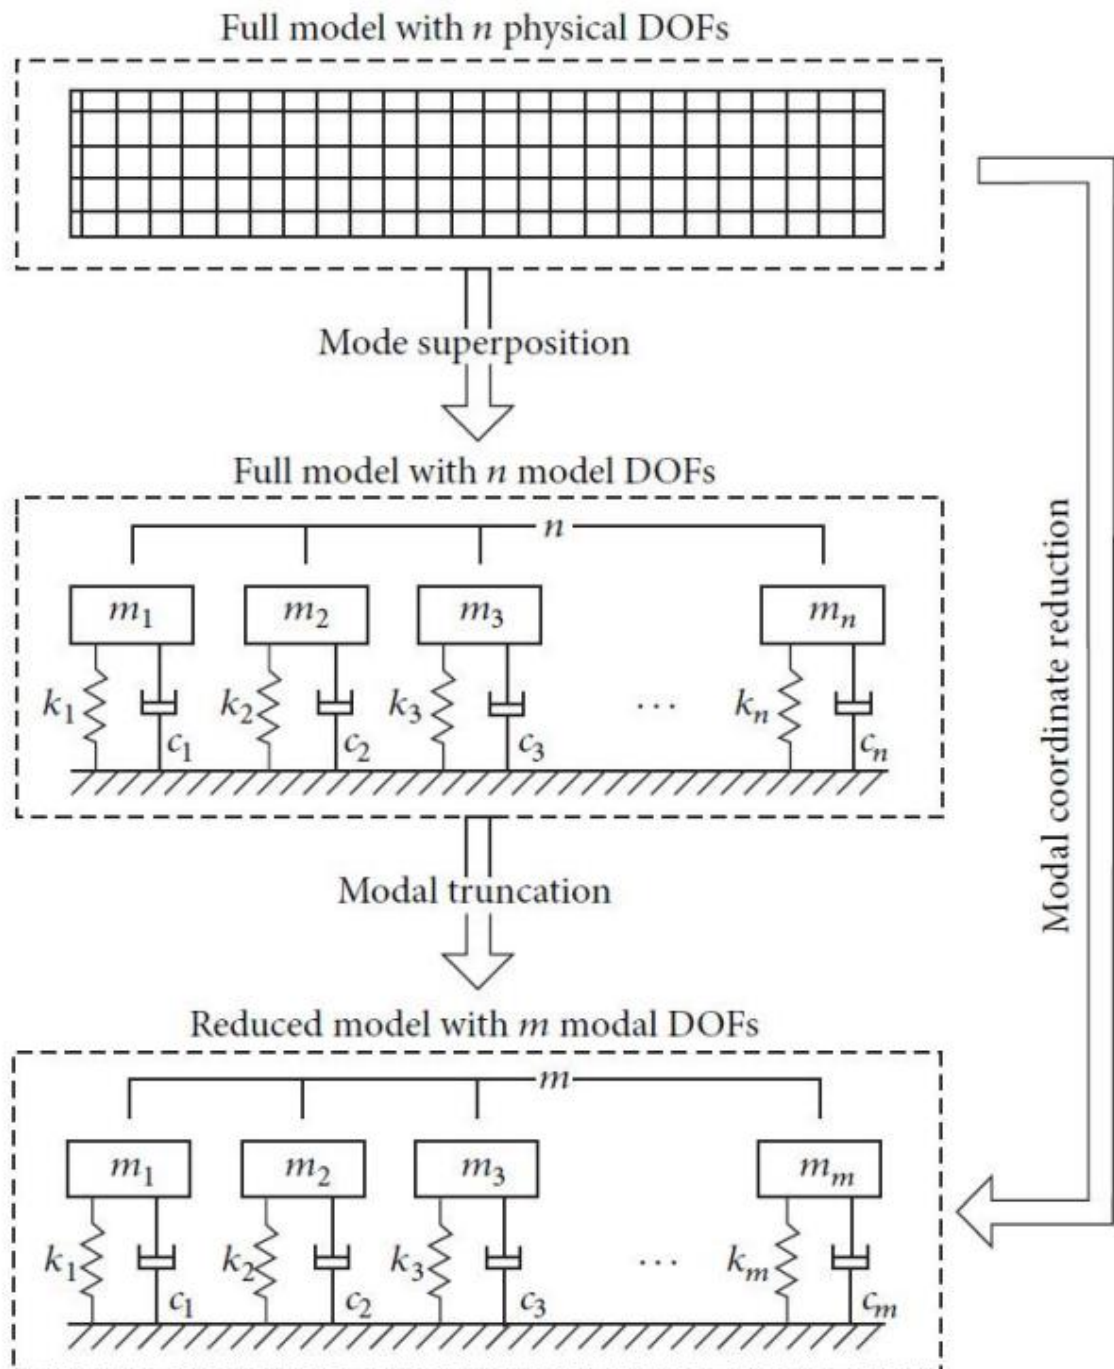 Full model with n physical DOFs
Mode superposition
Full model with n model DOFs
n
m₁ m₂ m₃ mₙ
k₁ k₂ k₃ ... kₙ
c₁ c₂ c₃ cₙ
Modal truncation
Reduced model with m modal DOFs
m
m₁ m₂ m₃ mₘ
k₁ k₂ k₃ ... kₘ
c₁ c₂ c₃ cₘ
Modal coordinate reduction